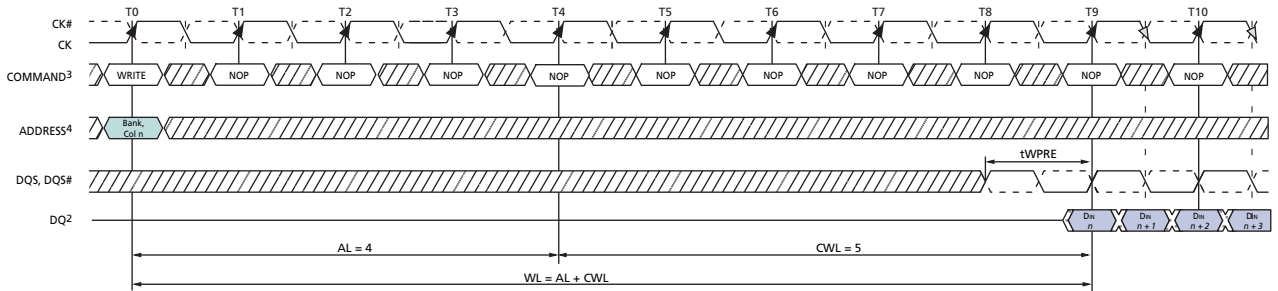 T0 T1 T2 T3 T4 T5 T6 T7 T8 T9 T10
CK#
CK
COMMAND3 WRITE NOP NOP NOP NOP NOP NOP NOP NOP NOP NOP
ADDRESS4 Bank,
Col n
tWPRE
DQS, DQS#
DQ2 DIN n DIN n + 1 DIN n + 2 DIN n + 3
AL = 4 CWL = 5
WL = AL + CWL